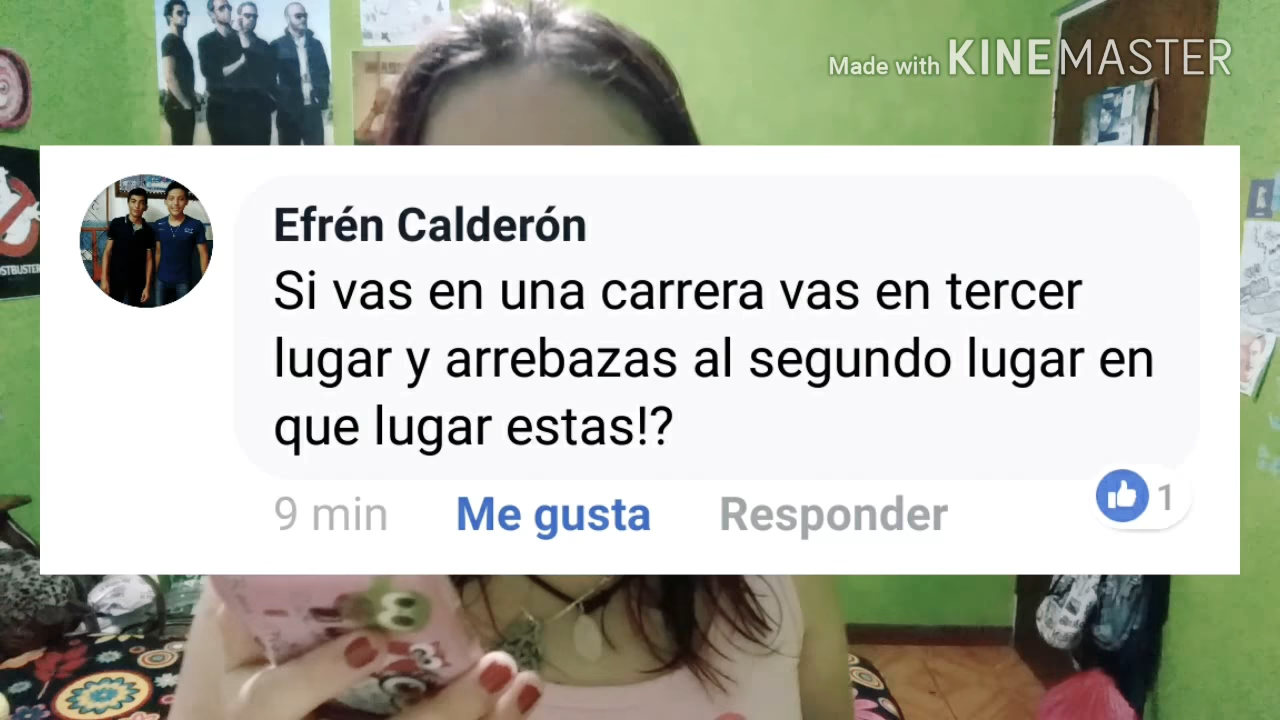 Made with KINEMASTER
STBUSTER
Efrén Calderón
Si vas en una carrera vas en tercer
lugar y arrebazas al segundo lugar en
que lugar estas!?
9 min Me gusta Responder 1